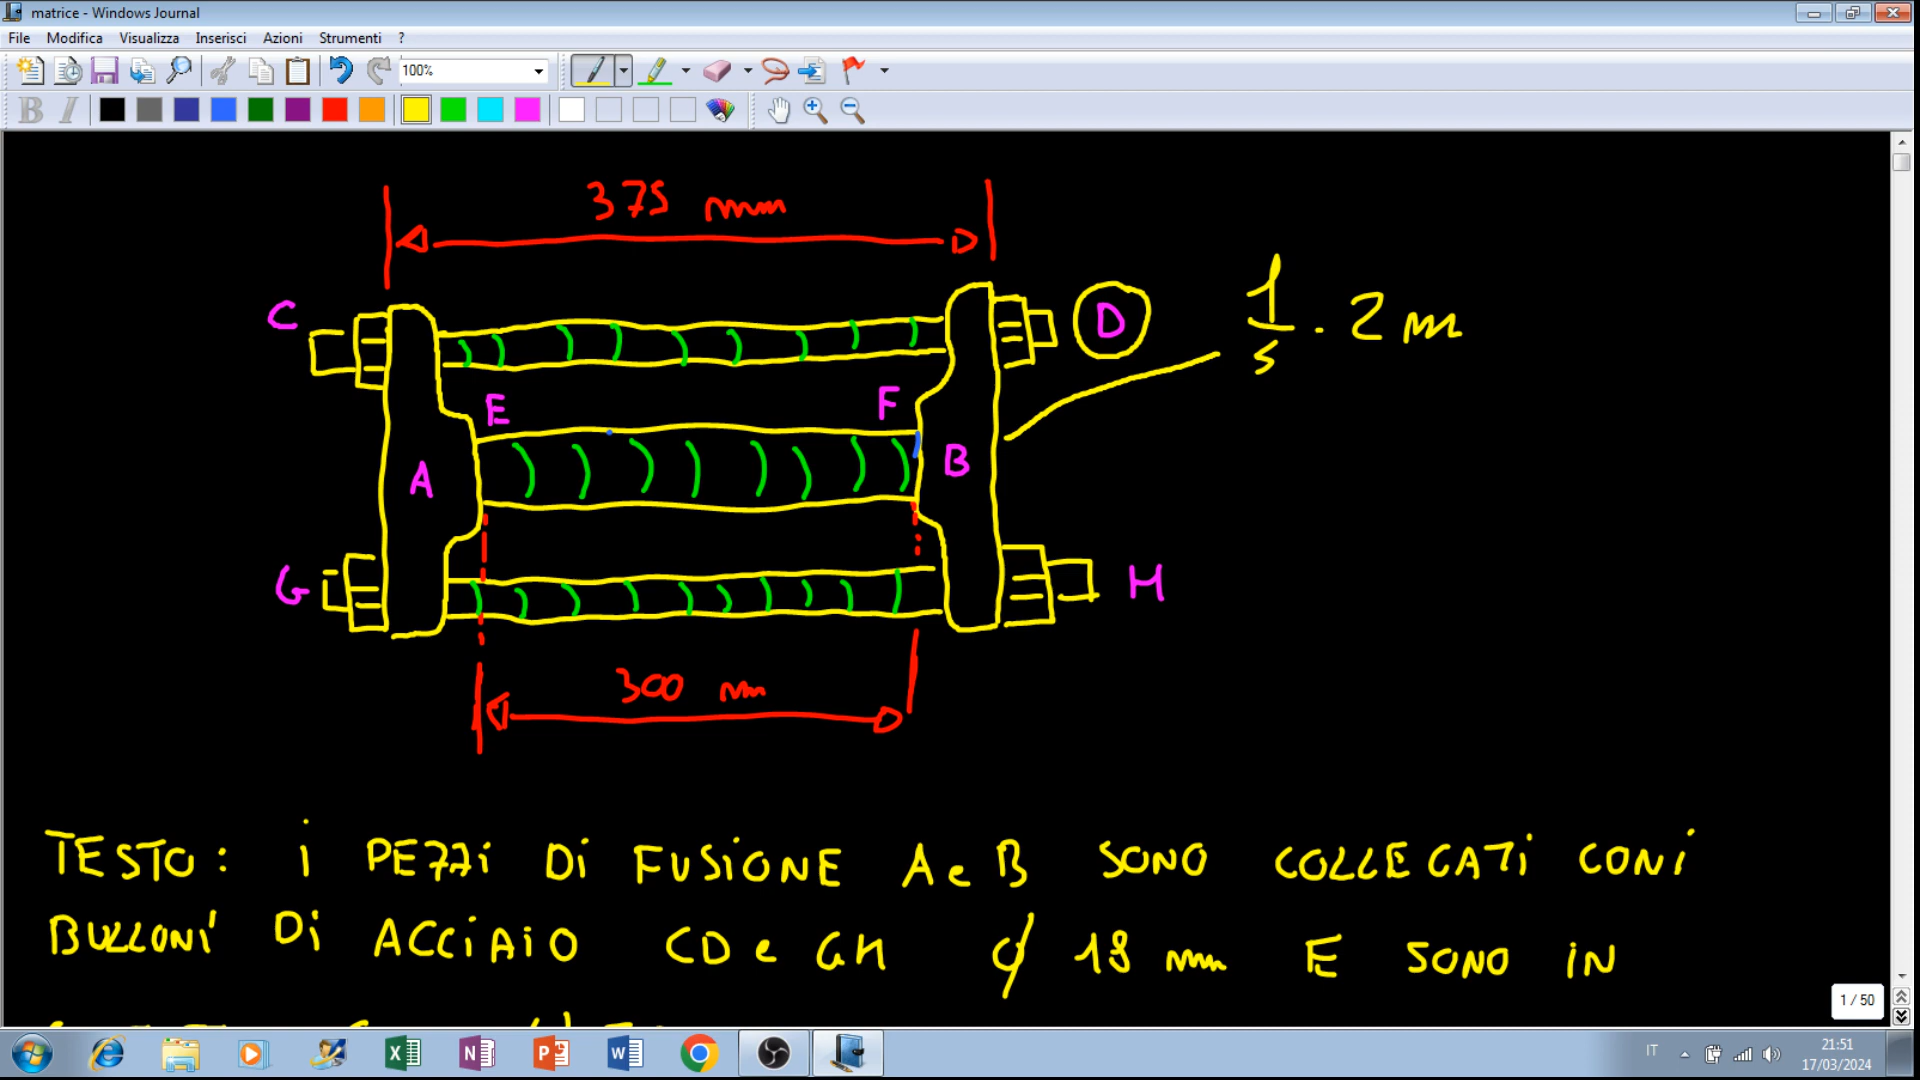 matrice - Windows Journal
File Modifica Visualizza Inserisci Azioni Strumenti ?
100%
B I
375 mm
C
D
1/5 · 2 mm
E
F
A
B
G
H
300 mm
TESTO: i PEZZI Di FUSIONE A e B SONO COLLEGATI CON i
BULLONI Di ACCIAIO CD e GH ϕ 18 mm E SONO IN
1 / 50
IT
21:51
17/03/2024